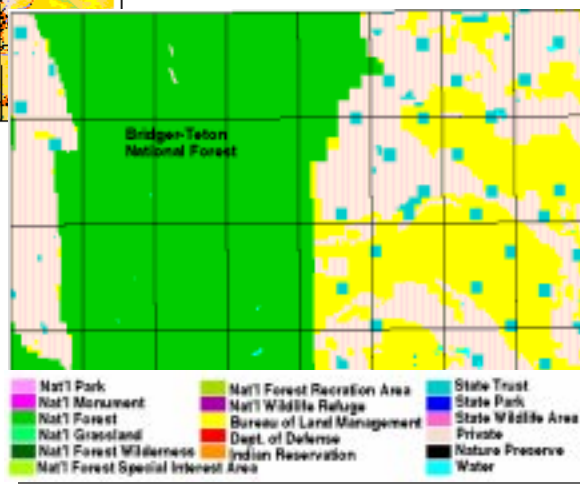 Bridger-Teton
National Forest
Nat'l Park
Nat'l Monument
Nat'l Forest
Nat'l Grassland
Nat'l Forest Wilderness
Nat'l Forest Special Interest Area
Nat'l Forest Recration Area
Nat'l Wildlife Refuge
Bureau of Land Management
Dept. of Defense
Indian Reservation
State Trust
State Park
State Wildlife Area
Private
Nature Preserve
Water